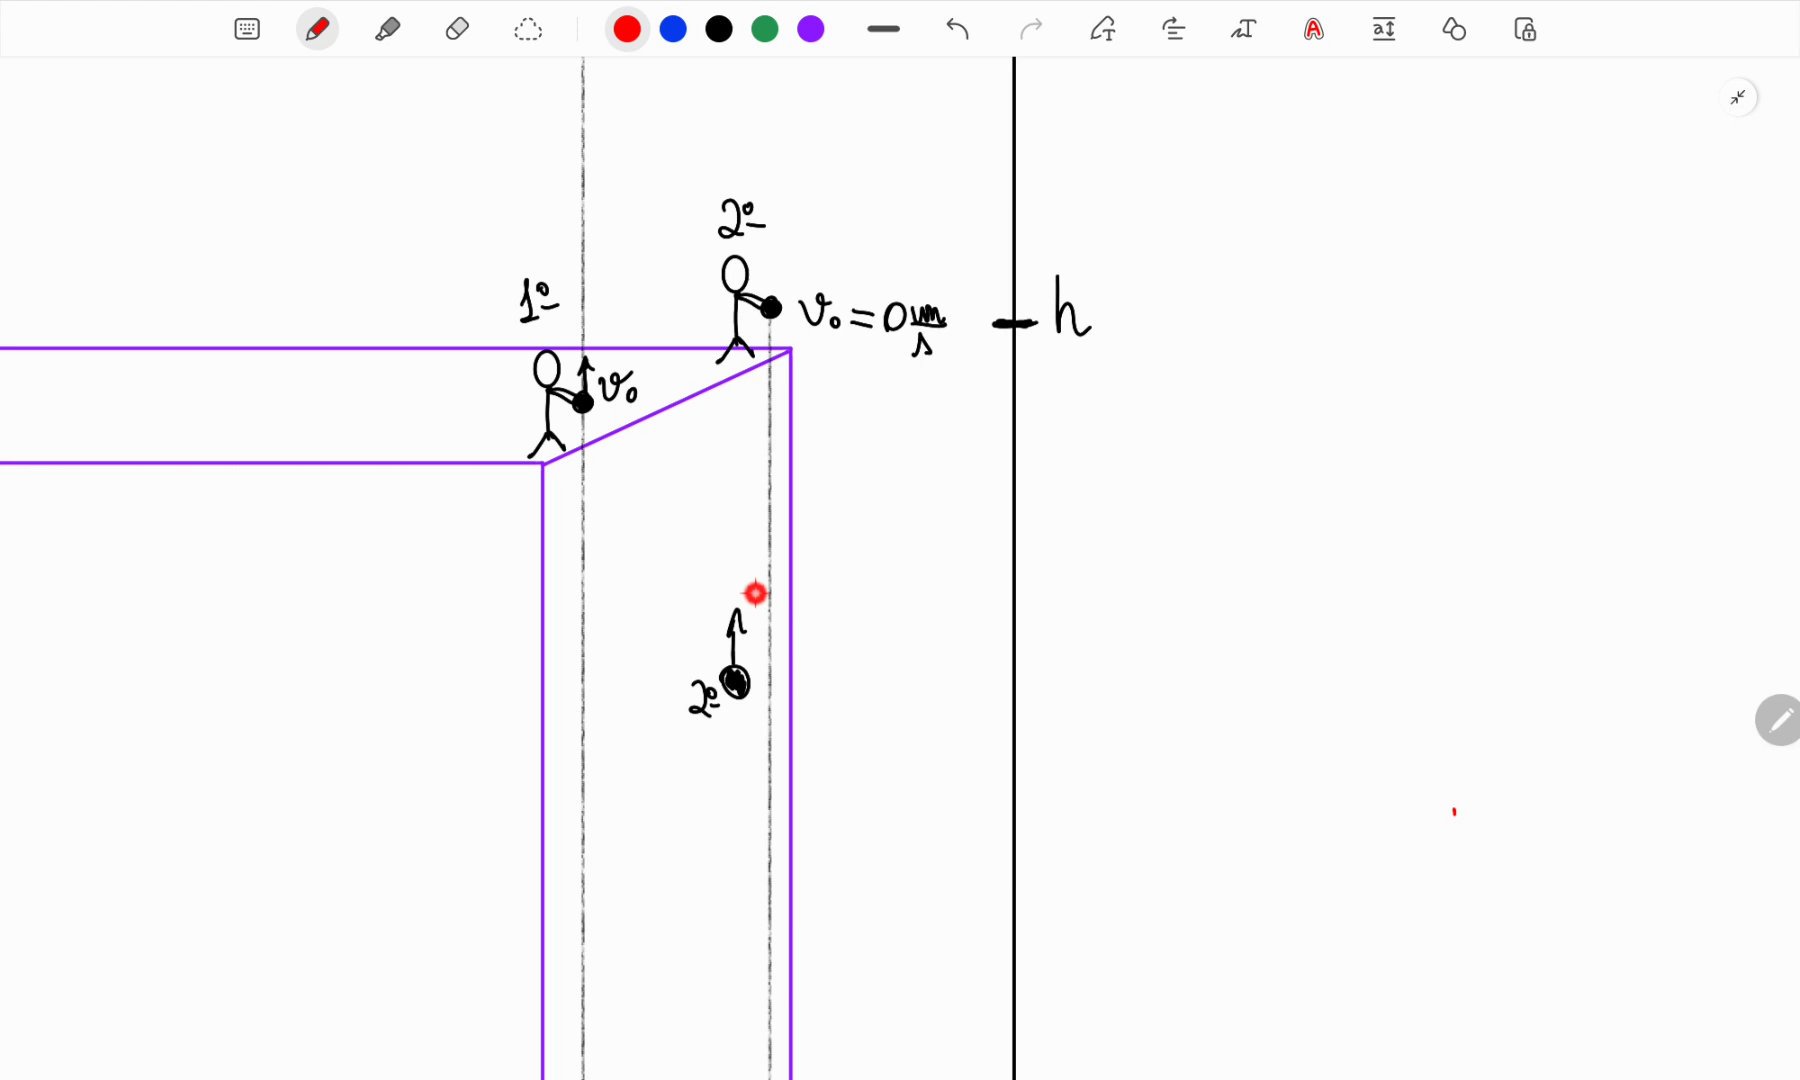 2º
1º
v₀ = 0 m/s
h
v₀
2º